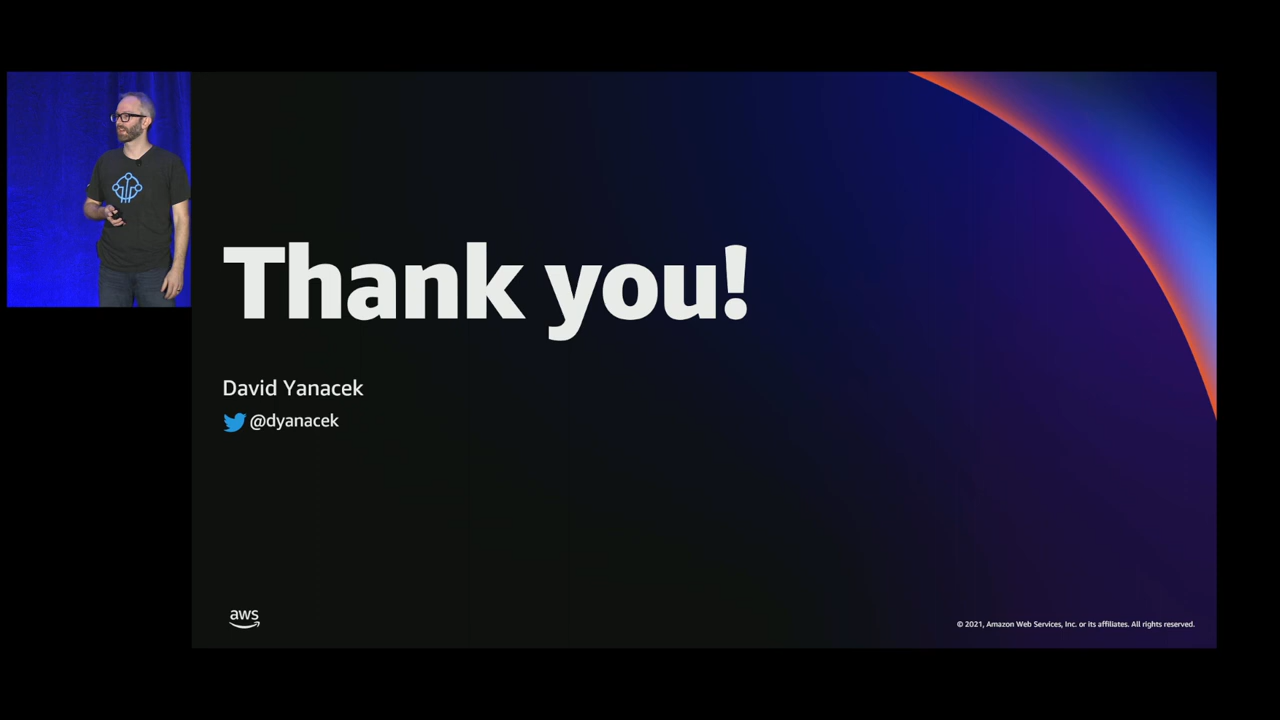 Thank you!
David Yanacek
@dyanacek
aws
© 2021, Amazon Web Services, Inc. or its affiliates. All rights reserved.